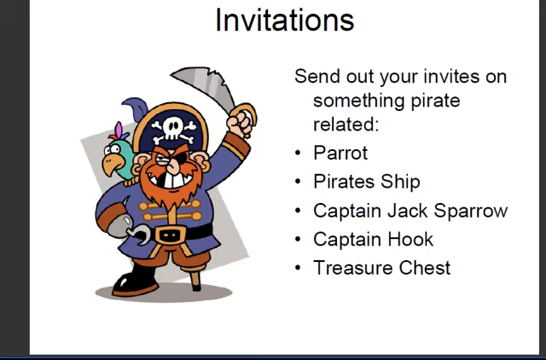 Invitations
Send out your invites on
something pirate
related:
• Parrot
• Pirates Ship
• Captain Jack Sparrow
• Captain Hook
• Treasure Chest